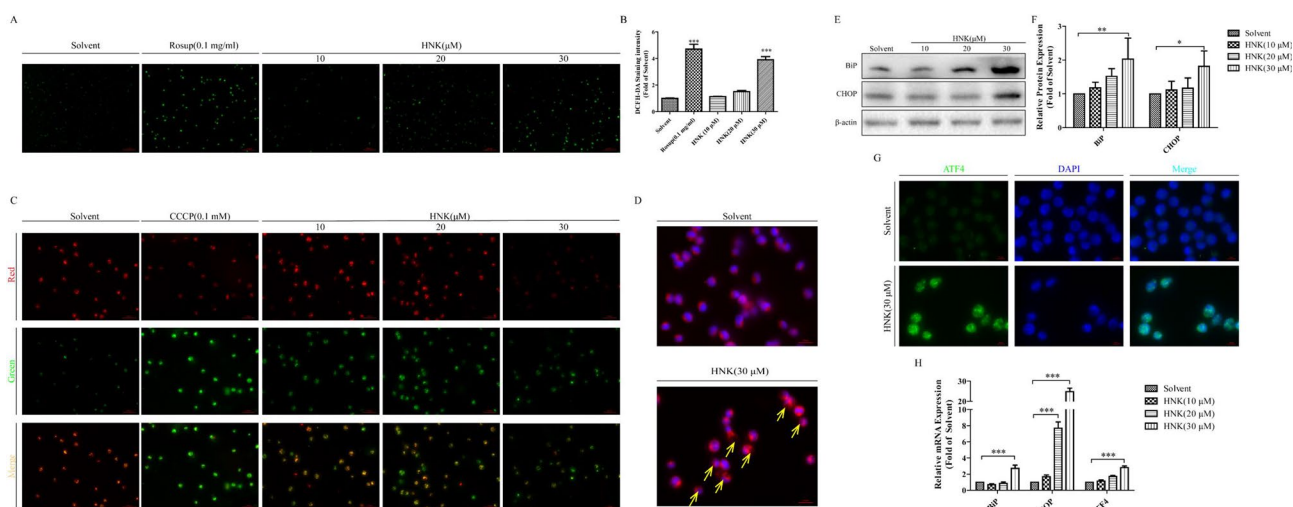 A
Solvent Rosup(0.1 mg/ml) HNK(μM)
10 20 30
B
DCFH-DA Staining intensity
(Fold of Solvent)
6
4
2
0
*** ***
Solvent Rosup(0.1 mg/ml) HNK (10 μM) HNK(20 μM) HNK(30 μM)
C
Solvent CCCP(0.1 mM) HNK(μM)
10 20 30
Red
Green
Merge
D
Solvent
HNK(30 μM)
E
Solvent HNK(μM)
10 20 30
BiP
CHOP
β-actin
F
Relative Protein Expression
(Fold of Solvent)
3
2
1
0
** *
BiP CHOP
Solvent
HNK(10 μM)
HNK(20 μM)
HNK(30 μM)
G
ATF4 DAPI Merge
Solvent
HNK(30 μM)
H
Relative mRNA Expression
(Fold of Solvent)
30
20
8
6
4
2
0
*** *** *** ***
Solvent
HNK(10 μM)
HNK(20 μM)
HNK(30 μM)